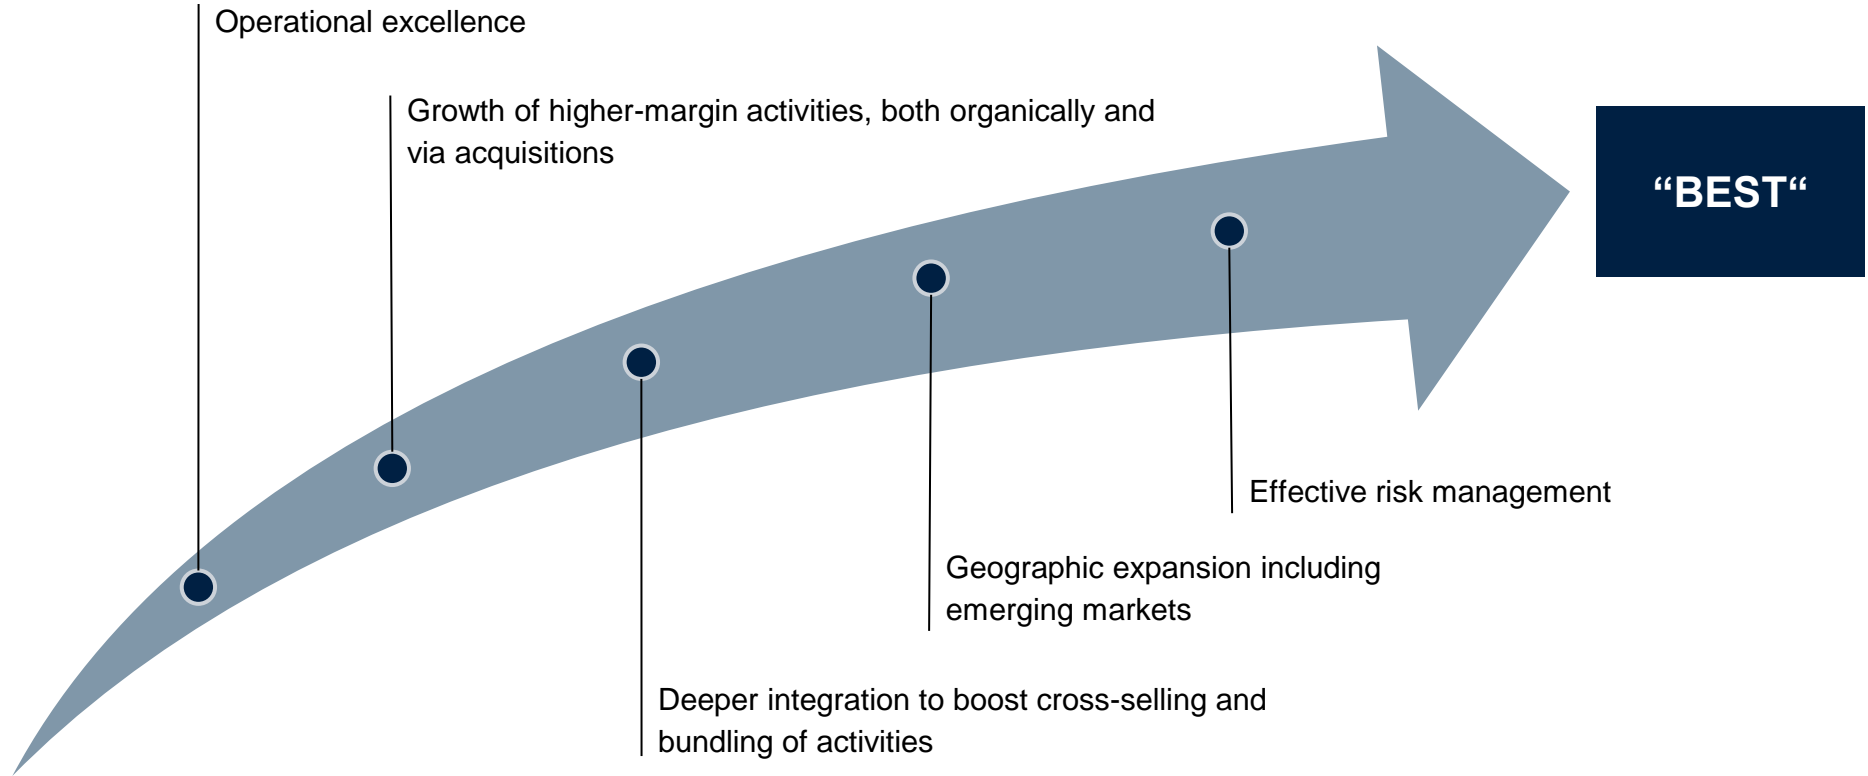 Operational excellence
Growth of higher-margin activities, both organically and
via acquisitions
“BEST“
Effective risk management
Geographic expansion including
emerging markets
Deeper integration to boost cross-selling and
bundling of activities